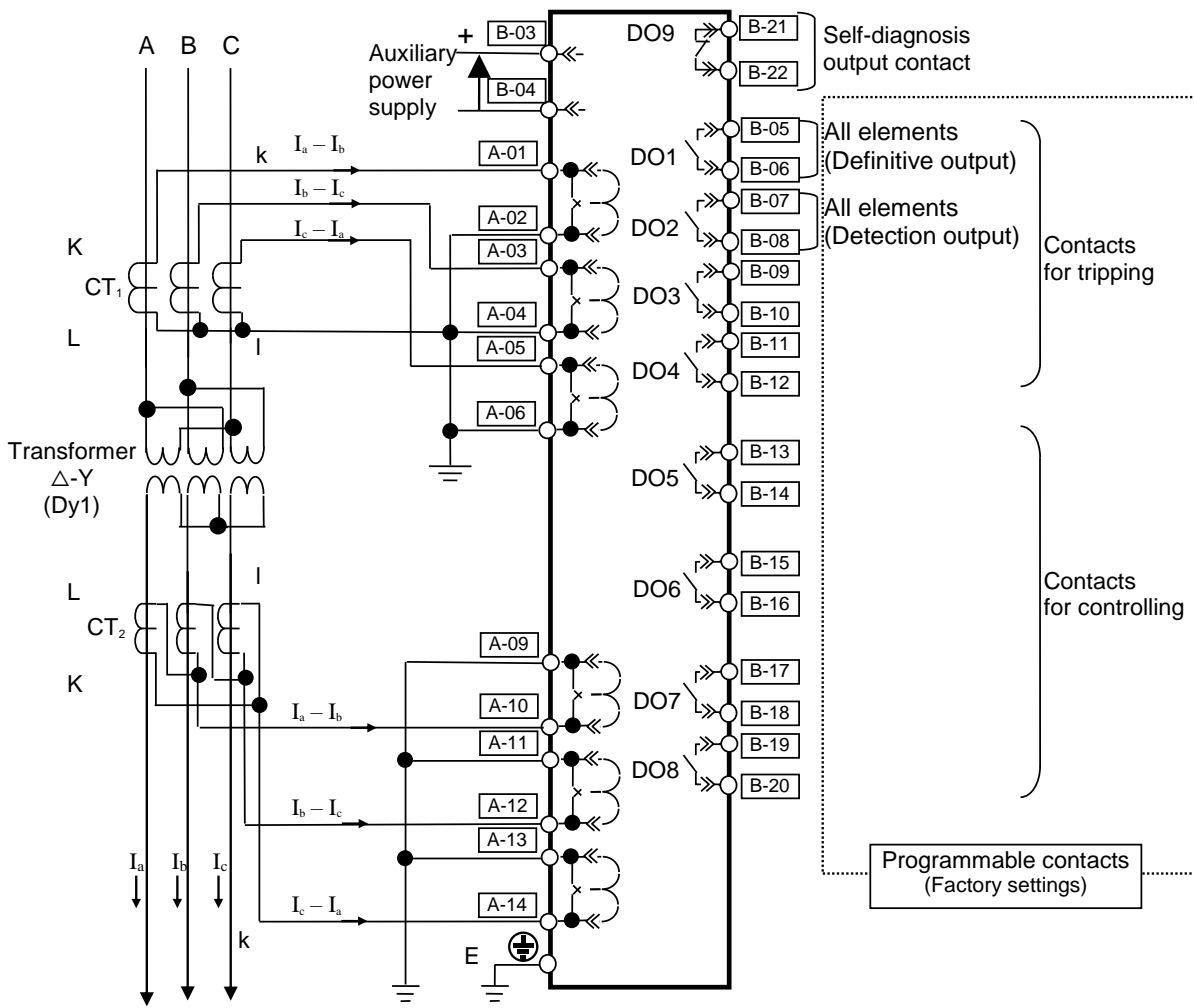 A B C
+
Auxiliary
power
supply
B-03
B-04
DO9
B-21
B-22
Self-diagnosis
output contact
k
Ia – Ib
A-01
Ib – Ic
Ic – Ia
A-02
A-03
K
CT1
L
l
A-04
A-05
A-06
DO1
B-05
B-06
All elements
(Definitive output)
DO2
B-07
B-08
All elements
(Detection output)
DO3
B-09
B-10
DO4
B-11
B-12
Contacts
for tripping
Transformer
△-Y
(Dy1)
DO5
B-13
B-14
DO6
B-15
B-16
DO7
B-17
B-18
DO8
B-19
B-20
Contacts
for controlling
L
l
CT2
K
A-09
Ia – Ib
A-10
A-11
Ib – Ic
A-12
A-13
Ia Ib Ic
Ic – Ia
A-14
k
E
Programmable contacts
(Factory settings)